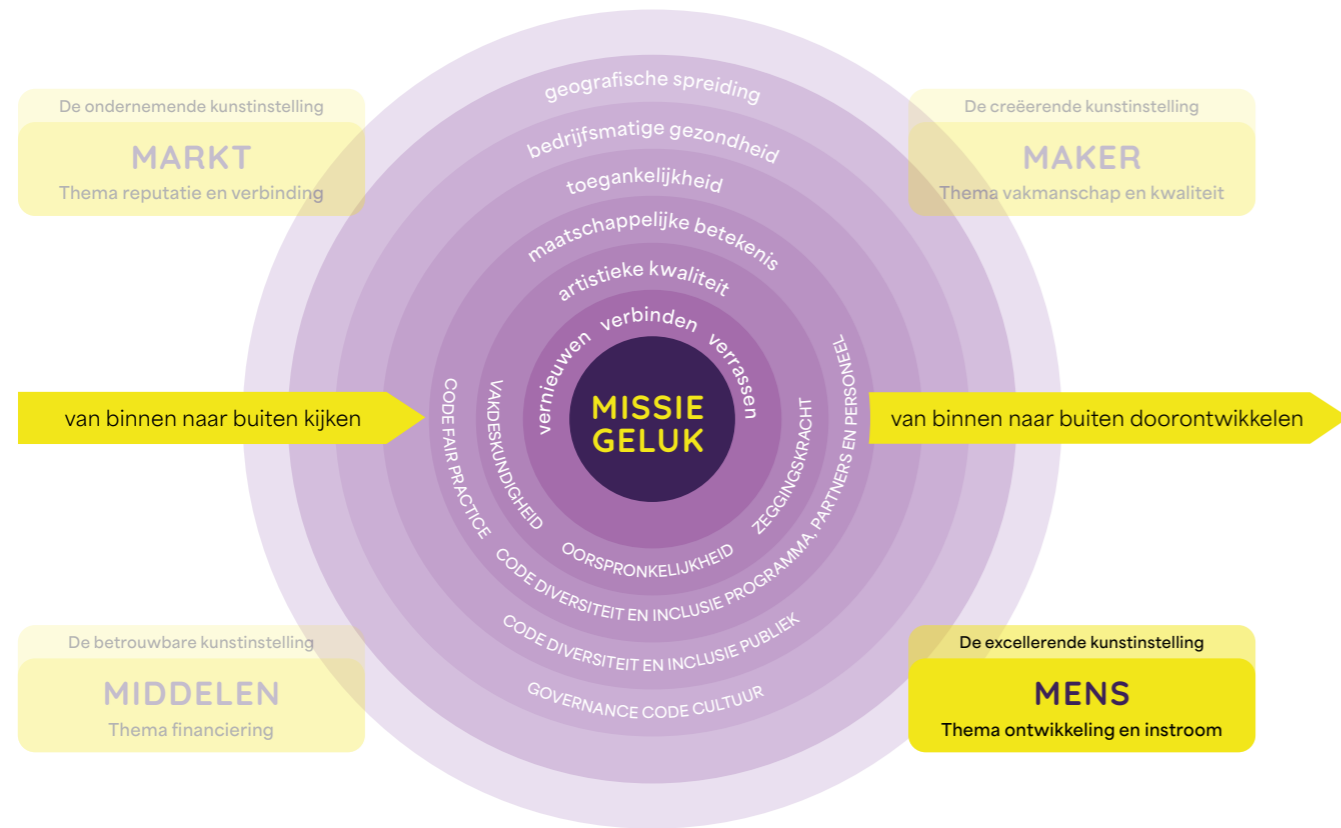 De ondernemende kunstinstelling
MARKT
Thema reputatie en verbinding
De creëerende kunstinstelling
MAKER
Thema vakmanschap en kwaliteit
geografische spreiding
bedrijfsmatige gezondheid
toegankelijkheid
maatschappelijke betekenis
artistieke kwaliteit
vernieuwen verbinden verrassen
MISSIE
GELUK
van binnen naar buiten kijken
van binnen naar buiten doorontwikkelen
VAKDESKUNDIGHEID
OORSPRONKELIJKHEID
ZEGGINGSKRACHT
CODE FAIR PRACTICE
CODE DIVERSITEIT EN INCLUSIE PROGRAMMA, PARTNERS EN PERSONEEL
CODE DIVERSITEIT EN INCLUSIE PUBLIEK
GOVERNANCE CODE CULTUUR
De betrouwbare kunstinstelling
MIDDELEN
Thema financiering
De excellerende kunstinstelling
MENS
Thema ontwikkeling en instroom